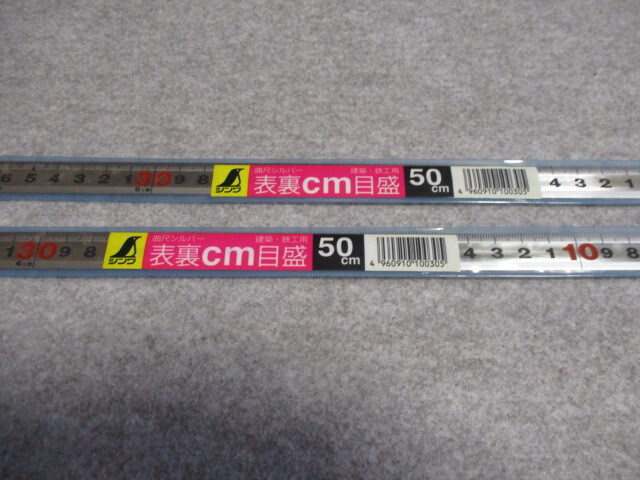 6 5 4 3 2 1 30 9 8
シンワ
曲尺シルバー 建築・鉄工用
表裏cm目盛
50
cm
4 960910 100305
4 3 2 1
1 30 9 8
シンワ
曲尺シルバー 建築・鉄工用
表裏cm目盛
50
cm
4 960910 100305
4 3 2 1 10 9 8